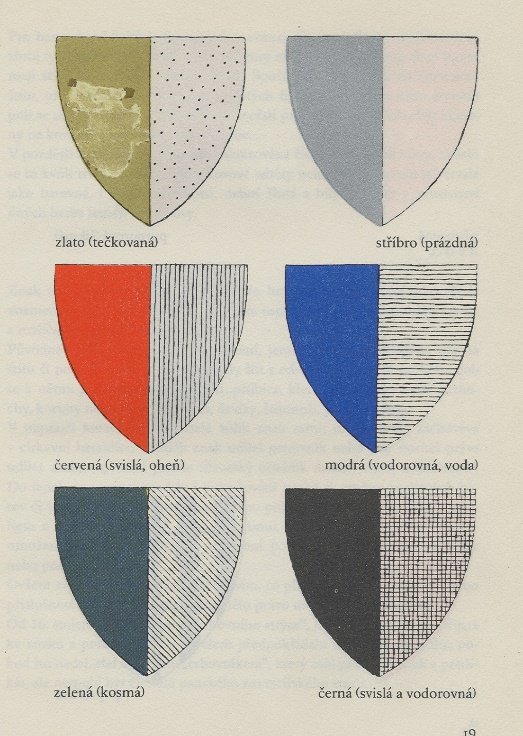 zlato (tečkovaná)
stříbro (prázdná)
červená (svislá, oheň)
modrá (vodorovná, voda)
zelená (kosmá)
černá (svislá a vodorovná)
19